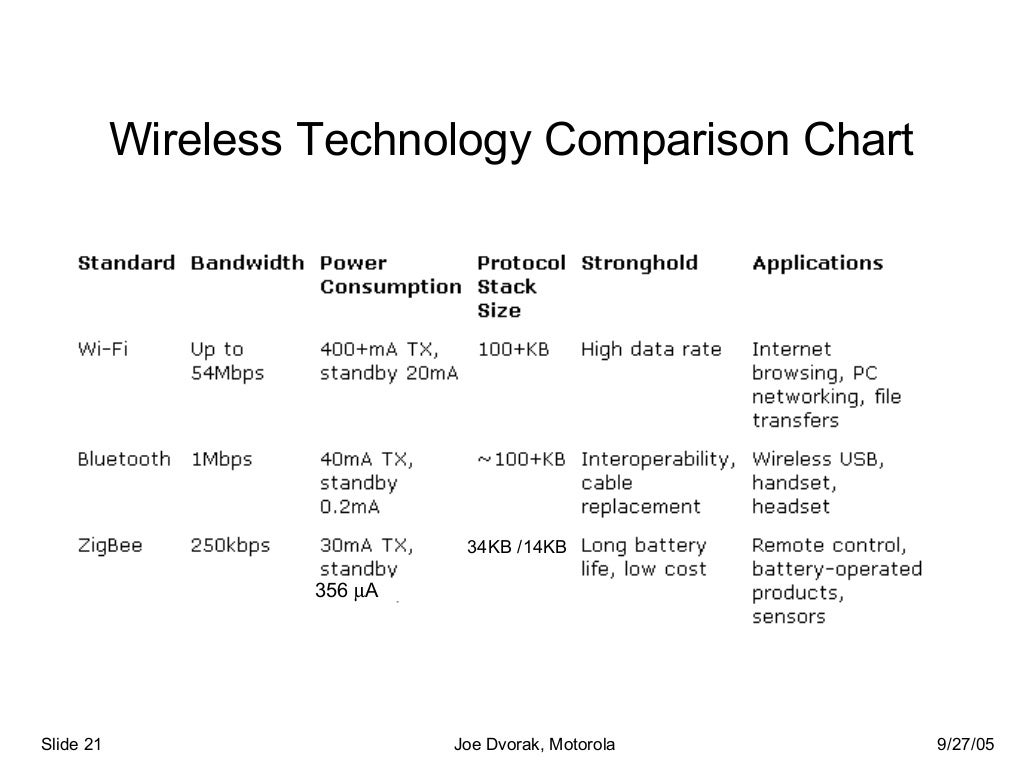 Wireless Technology Comparison Chart
Standard Bandwidth Power Consumption Protocol Stack Size Stronghold Applications
Wi-Fi Up to 54Mbps 400+mA TX, standby 20mA 100+KB High data rate Internet browsing, PC networking, file transfers
Bluetooth 1Mbps 40mA TX, standby 0.2mA ~100+KB Interoperability, cable replacement Wireless USB, handset, headset
ZigBee 250kbps 30mA TX, standby 356 µA 34KB /14KB Long battery life, low cost Remote control, battery-operated products, sensors
Slide 21 Joe Dvorak, Motorola 9/27/05